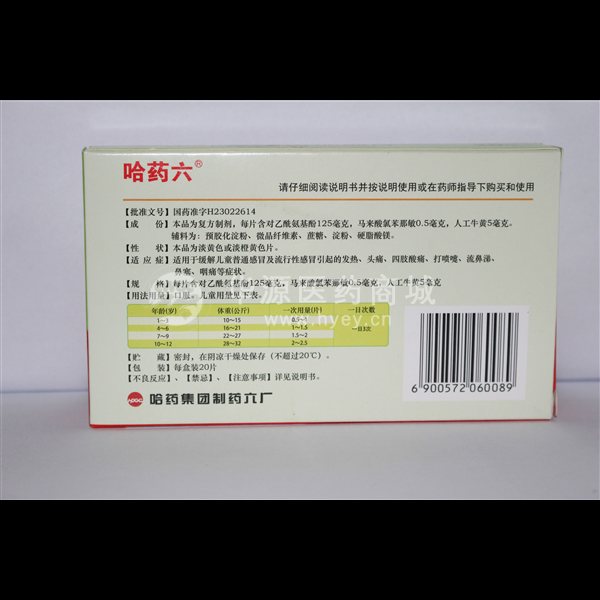 哈药六®
请仔细阅读说明书并按说明使用或在药师指导下购买和使用
【批准文号】国药准字H23022614
【成 份】本品为复方制剂，每片含对乙酰氨基酚125毫克，马来酸氯苯那敏0.5毫克，人工牛黄5毫克。
辅料为：预胶化淀粉、微晶纤维素、蔗糖、淀粉、硬脂酸镁。
【性 状】本品为淡黄色或淡橙黄色片。
【适 应 症】适用于缓解儿童普通感冒及流行性感冒引起的发热、头痛、四肢酸痛、打喷嚏、流鼻涕、
鼻塞、咽痛等症状。
【规 格】每片含对乙酰氨基酚125毫克，马来酸氯苯那敏0.5毫克，人工牛黄5毫克
【用法用量】口服。儿童用量见下表。
年龄(岁) 体重(公斤) 一次用量(片) 一日次数
1～3 10～15 0.5～1
4～6 16～21 1～1.5 一日3次
7～9 22～27 1.5～2
10～12 28～32 2～2.5
【贮 藏】密封，在阴凉干燥处保存（不超过20℃）。
【包 装】每盒装20片
【不良反应】、【禁忌】、【注意事项】详见说明书。
哈药集团制药六厂
6 900572 060089
源医药商城
www.nyey.cn